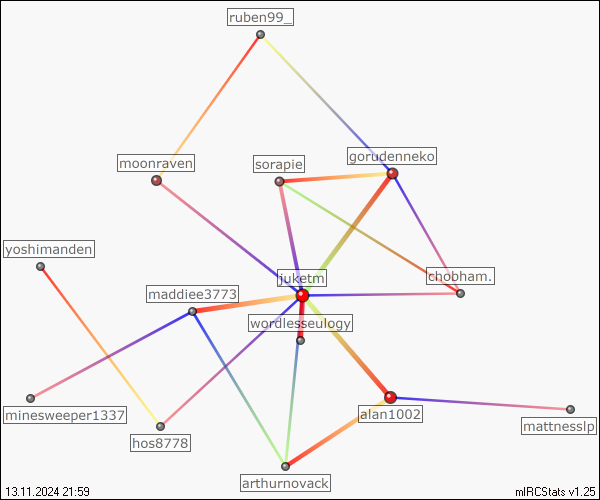 ruben99_
gorudenneko
moonraven
sorapie
yoshimanden
juketm
chobham.
maddiee3773
wordlesseulogy
minesweeper1337
alan1002
mattnesslp
hos8778
arthurnovack
13.11.2024 21:59
mIRCStats v1.25